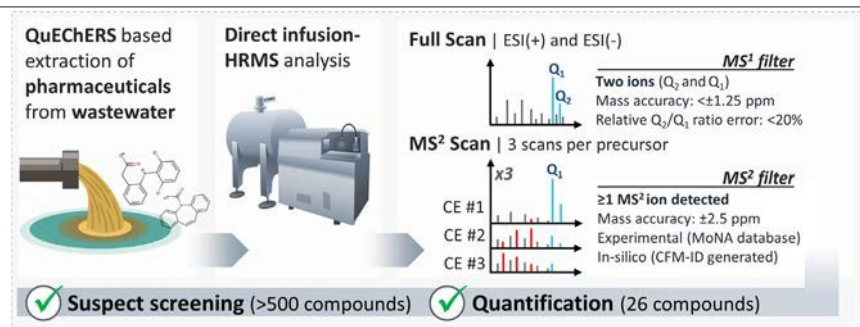 QuEChERS based
extraction of
pharmaceuticals
from wastewater
Direct infusion-
HRMS analysis
Full Scan | ESI(+) and ESI(-)
Q₁
Q₂
MS¹ filter
Two ions (Q₂ and Q₁)
Mass accuracy: <±1.25 ppm
Relative Q₂/Q₁ ratio error: <20%
MS² Scan | 3 scans per precursor
x3
Q₁
CE #1
CE #2
CE #3
MS² filter
≥1 MS² ion detected
Mass accuracy: ±2.5 ppm
Experimental (MoNA database)
In-silico (CFM-ID generated)
Suspect screening (>500 compounds)
Quantification (26 compounds)